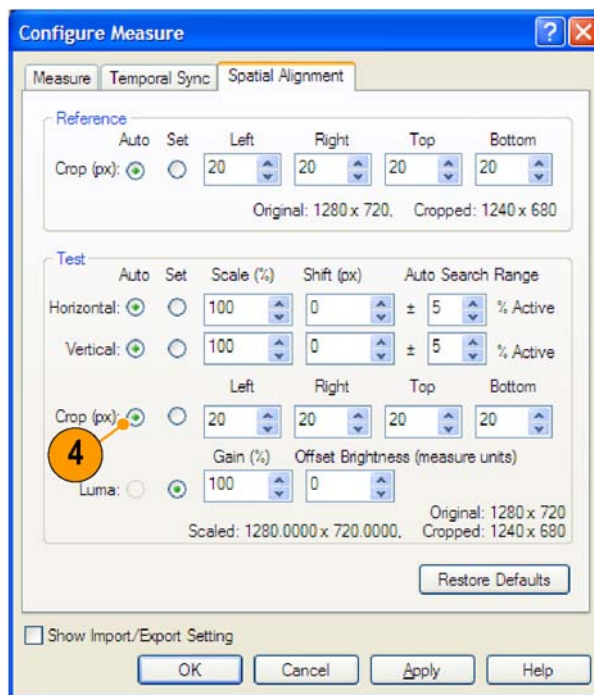 Configure Measure
Measure Temporal Sync Spatial Alignment
Reference
Auto Set Left Right Top Bottom
Crop (px): 20 20 20 20
Original: 1280 x 720, Cropped: 1240 x 680
Test
Auto Set Scale (%) Shift (px) Auto Search Range
Horizontal: 100 0 ± 5 % Active
Vertical: 100 0 ± 5 % Active
Left Right Top Bottom
Crop (px): 20 20 20 20
4
Gain (%) Offset Brightness (measure units)
Luma: 100 0
Original: 1280 x 720
Scaled: 1280.0000 x 720.0000, Cropped: 1240 x 680
Restore Defaults
Show Import/Export Setting
OK Cancel Apply Help